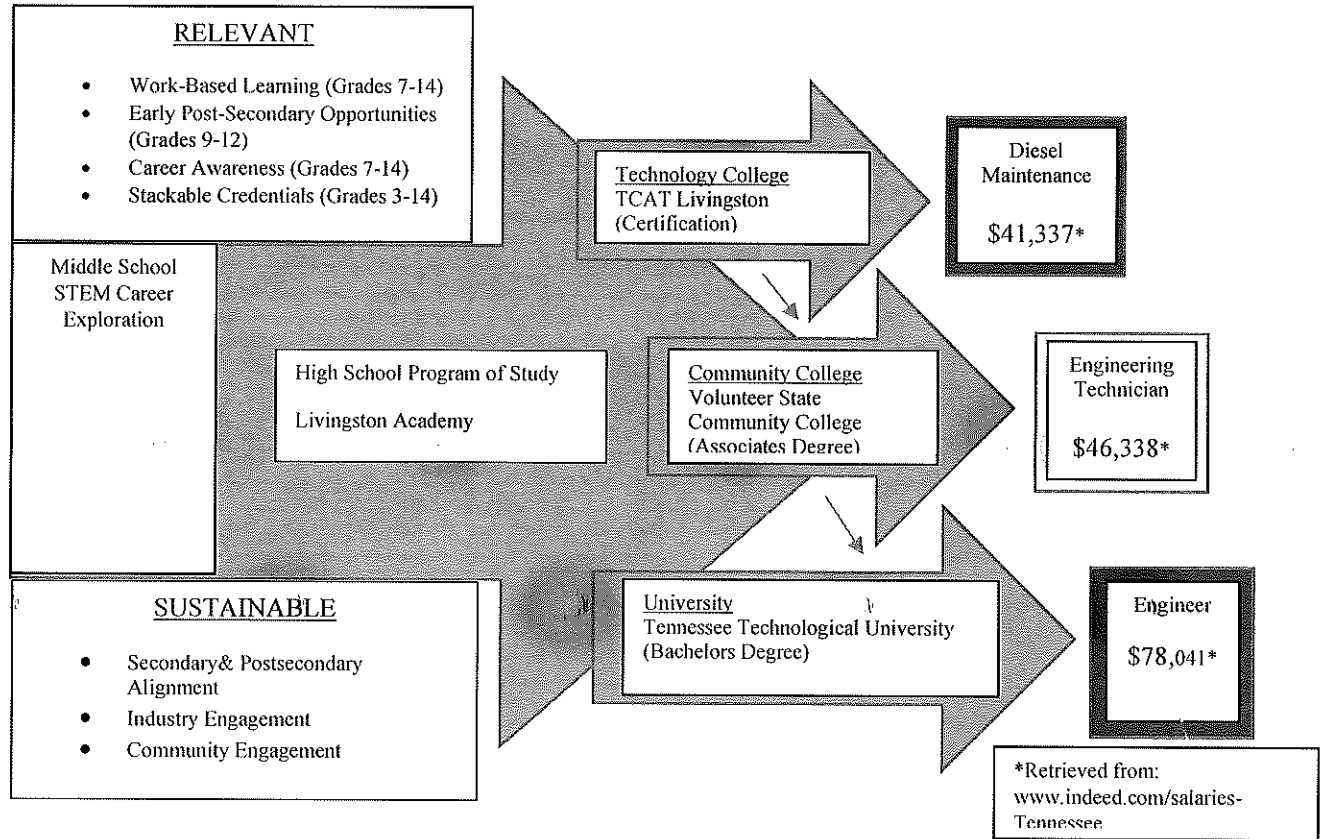 RELEVANT
• Work-Based Learning (Grades 7-14)
• Early Post-Secondary Opportunities
(Grades 9-12)
• Career Awareness (Grades 7-14)
• Stackable Credentials (Grades 3-14)
Middle School
STEM Career
Exploration
High School Program of Study
Livingston Academy
SUSTAINABLE
• Secondary& Postsecondary
Alignment
• Industry Engagement
• Community Engagement
Technology College
TCAT Livingston
(Certification)
Diesel
Maintenance
$41,337*
Community College
Volunteer State
Community College
(Associates Degree)
Engineering
Technician
$46,338*
University
Tennessee Technological University
(Bachelors Degree)
Engineer
$78,041*
*Retrieved from:
www.indeed.com/salaries-
Tennessee